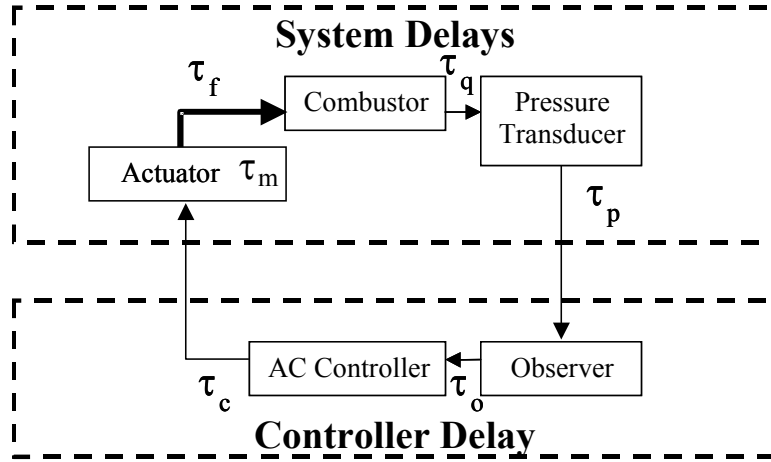 System Delays
τf
τq
Combustor
Pressure
Transducer
Actuator τm
τp
AC Controller
Observer
τc
τo
Controller Delay